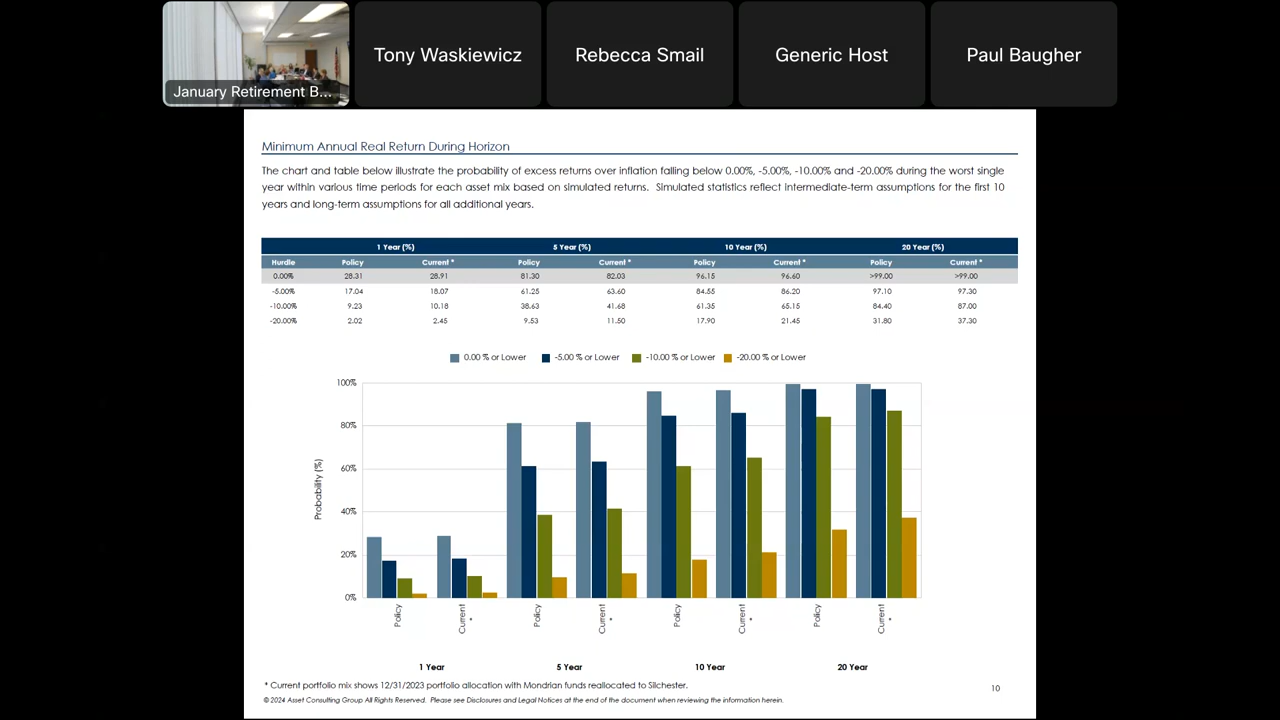 January Retirement B...
Tony Waskiewicz
Rebecca Smail
Generic Host
Paul Baugher
Minimum Annual Real Return During Horizon
The chart and table below illustrate the probability of excess returns over inflation falling below 0.00%, -5.00%, -10.00% and -20.00% during the worst single
year within various time periods for each asset mix based on simulated returns. Simulated statistics reflect intermediate-term assumptions for the first 10
years and long-term assumptions for all additional years.
1 Year (%) 5 Year (%) 10 Year (%) 20 Year (%)
Hurdle Policy Current * Policy Current * Policy Current * Policy Current *
0.00% 28.31 28.91 81.30 82.03 96.15 96.60 >99.00 >99.00
-5.00% 17.04 18.07 61.25 63.60 84.55 86.20 97.10 97.30
-10.00% 9.23 10.18 38.63 41.68 61.35 65.15 84.40 87.00
-20.00% 2.02 2.45 9.53 11.50 17.90 21.45 31.80 37.30
0.00 % or Lower -5.00 % or Lower -10.00 % or Lower -20.00 % or Lower
Probability (%)
100%
80%
60%
40%
20%
0%
Policy Current * Policy Current * Policy Current * Policy Current *
1 Year 5 Year 10 Year 20 Year
* Current portfolio mix shows 12/31/2023 portfolio allocation with Mondrian funds reallocated to Silchester.
10
© 2024 Asset Consulting Group All Rights Reserved. Please see Disclosures and Legal Notices at the end of the document when reviewing the information herein.